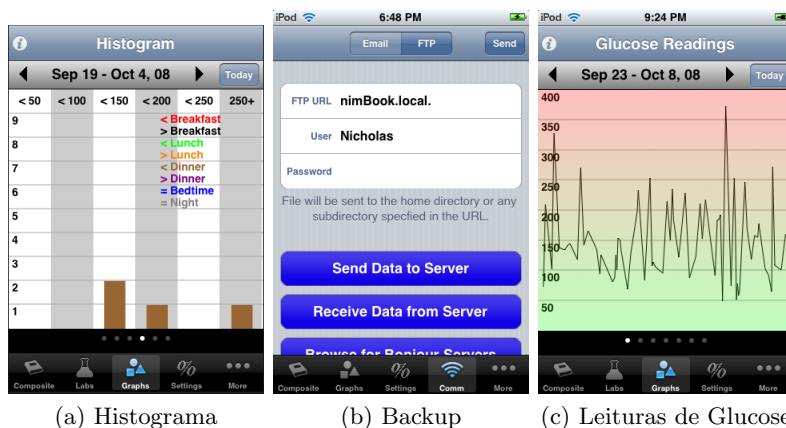 Histogram
Sep 19 - Oct 4, 08
Today
< 50 < 100 < 150 < 200 < 250 250+
9
8
7
6
5
4
3
2
1
< Breakfast
> Breakfast
< Lunch
> Lunch
< Dinner
> Dinner
= Bedtime
= Night
Composite Labs Graphs Settings More
(a) Histograma
iPod 6:48 PM
Email FTP Send
FTP URL nimBook.local.
User Nicholas
Password
File will be sent to the home directory or any
subdirectory specfied in the URL.
Send Data to Server
Receive Data from Server
Browse for Bonjour Servers
Composite Graphs Settings Comm More
(b) Backup
iPod 9:24 PM
Glucose Readings
Sep 23 - Oct 8, 08
Today
400
350
300
250
200
150
100
50
Composite Labs Graphs Settings More
(c) Leituras de Glucose